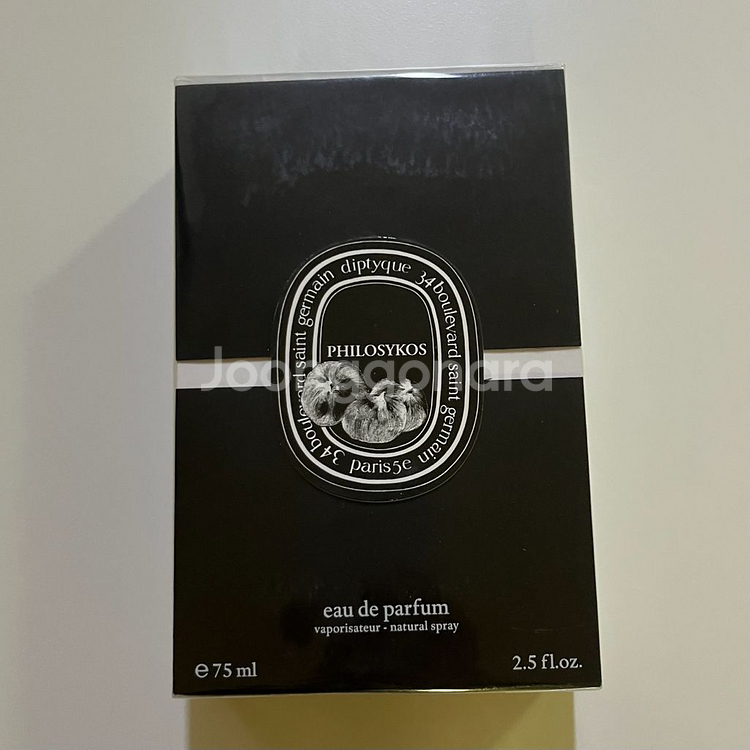 diptyque 34 boulevard saint germain paris5e 34 boulevard saint germain
PHILOSYKOS
Joonggonara
eau de parfum
vaporisateur - natural spray
e 75 ml
2.5 fl.oz.